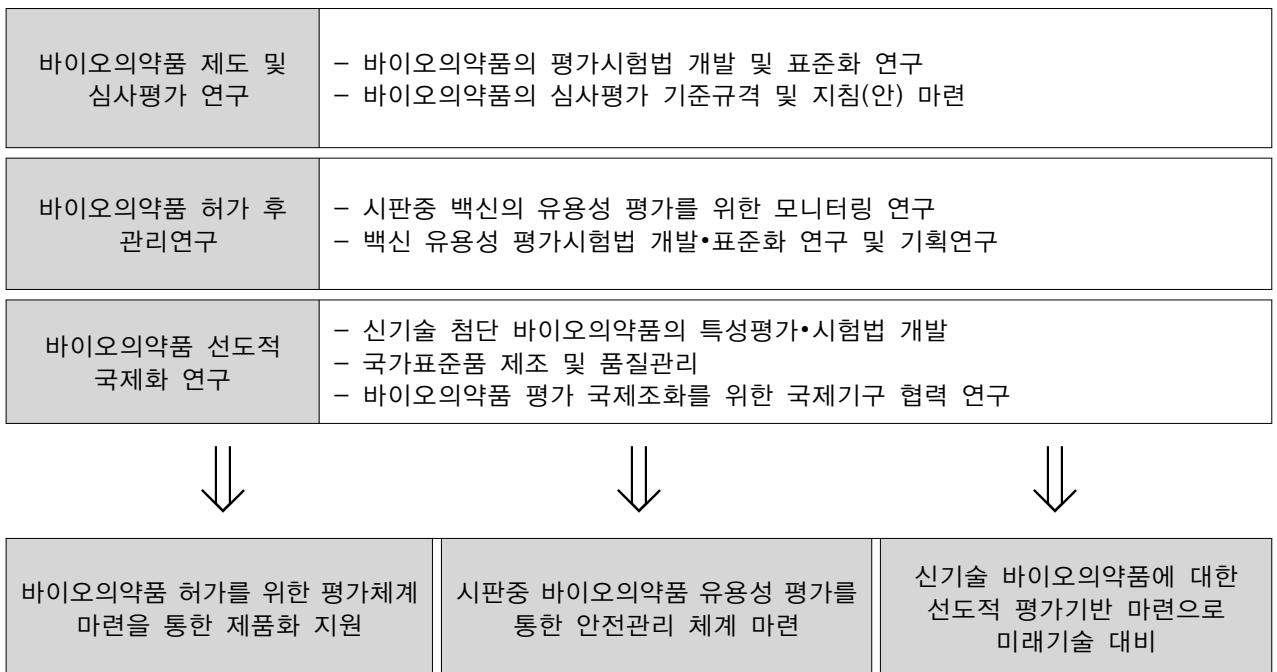 바이오의약품 제도 및
심사평가 연구
– 바이오의약품의 평가시험법 개발 및 표준화 연구
– 바이오의약품의 심사평가 기준규격 및 지침(안) 마련
바이오의약품 허가 후
관리연구
– 시판중 백신의 유용성 평가를 위한 모니터링 연구
– 백신 유용성 평가시험법 개발•표준화 연구 및 기획연구
바이오의약품 선도적
국제화 연구
– 신기술 첨단 바이오의약품의 특성평가•시험법 개발
– 국가표준품 제조 및 품질관리
– 바이오의약품 평가 국제조화를 위한 국제기구 협력 연구
바이오의약품 허가를 위한 평가체계
마련을 통한 제품화 지원
시판중 바이오의약품 유용성 평가를
통한 안전관리 체계 마련
신기술 바이오의약품에 대한
선도적 평가기반 마련으로
미래기술 대비